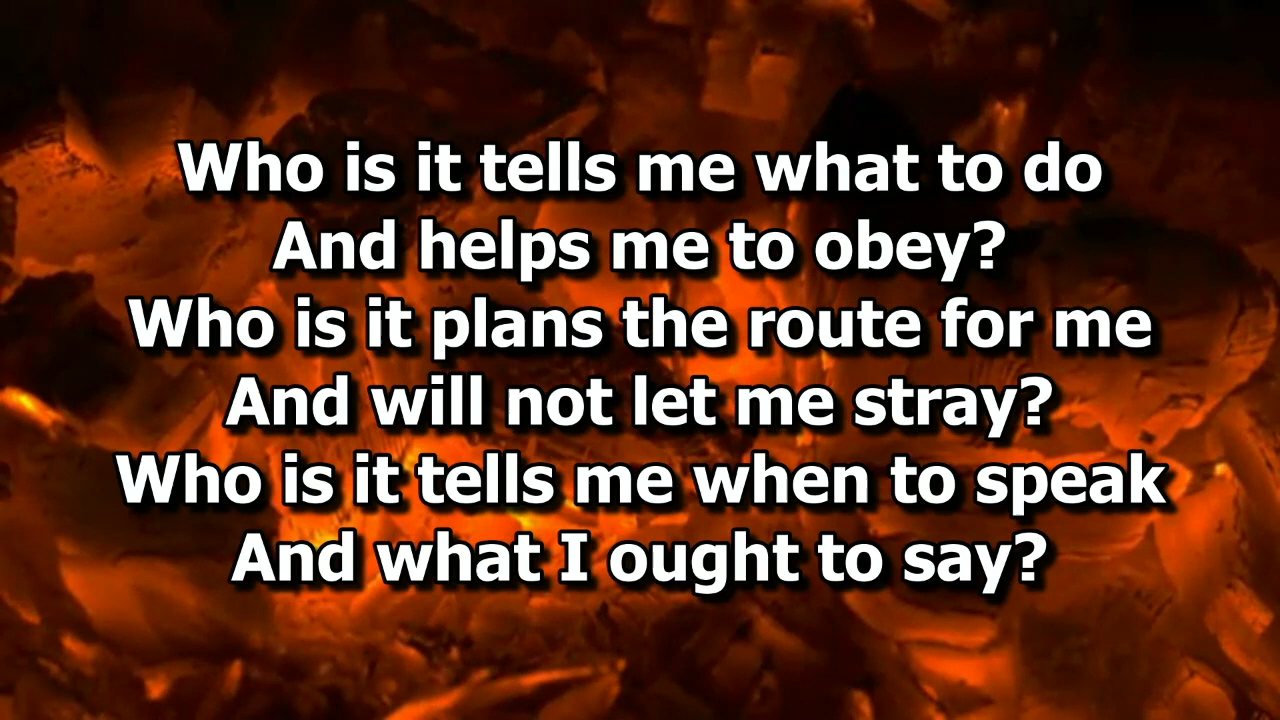 Who is it tells me what to do
And helps me to obey?
Who is it plans the route for me
And will not let me stray?
Who is it tells me when to speak
And what I ought to say?